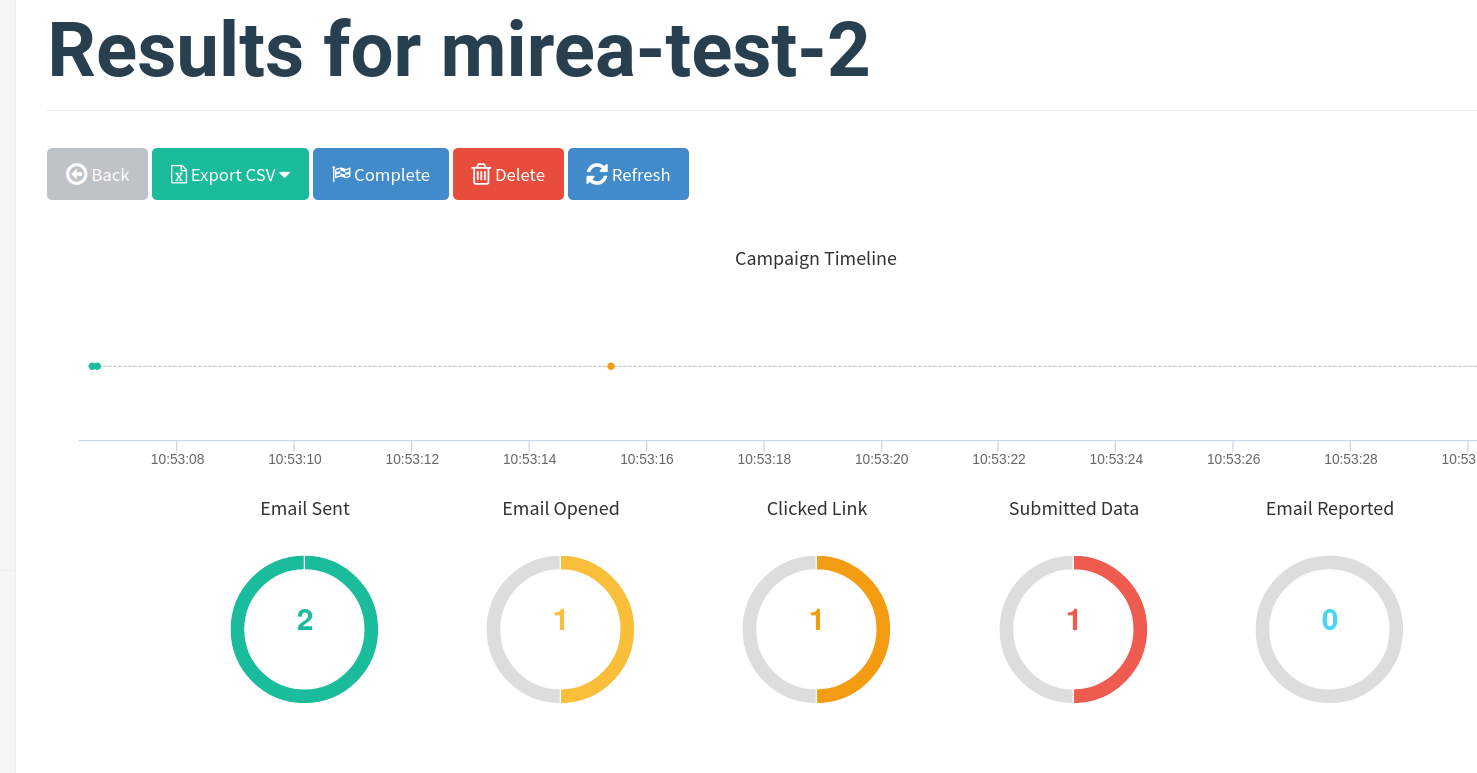 Results for mirea-test-2
Back Export CSV Complete Delete Refresh
Campaign Timeline
10:53:08 10:53:10 10:53:12 10:53:14 10:53:16 10:53:18 10:53:20 10:53:22 10:53:24 10:53:26 10:53:28 10:53
Email Sent Email Opened Clicked Link Submitted Data Email Reported
2 1 1 1 0